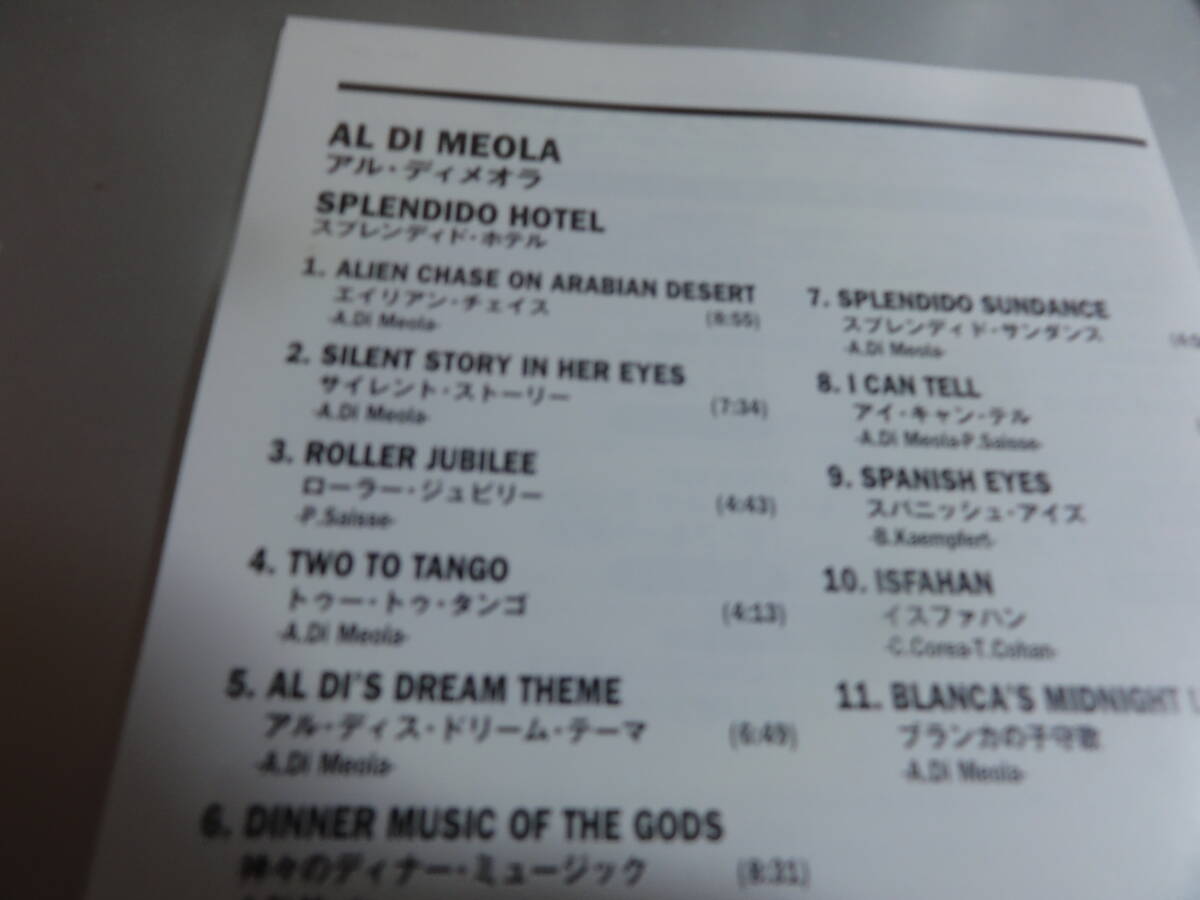 AL DI MEOLA
アル・ディメオラ
SPLENDIDO HOTEL
スプレンディド・ホテル
1. ALIEN CHASE ON ARABIAN DESERT
エイリアン・チェイス (8:55)
-A.Di Meola-
2. SILENT STORY IN HER EYES
サイレント・ストーリー (7:34)
-A.Di Meola-
3. ROLLER JUBILEE
ローラー・ジュビリー (4:43)
-P.Saisse-
4. TWO TO TANGO
トゥー・トゥ・タンゴ (4:13)
-A.Di Meola-
5. AL DI'S DREAM THEME
アル・ディス・ドリーム・テーマ (6:49)
-A.Di Meola-
6. DINNER MUSIC OF THE GODS
神々のディナー・ミュージック (8:31)
7. SPLENDIDO SUNDANCE
スプレンディド・サンダンス
-A.Di Meola-
8. I CAN TELL
アイ・キャン・テル
-A.Di Meola-P.Saisse-
9. SPANISH EYES
スパニッシュ・アイズ
-B.Kaempfert-
10. ISFAHAN
イスファハン
-C.Corea-T.Cohan-
11. BLANCA'S MIDNIGHT
ブランカの子守歌
-A.Di Meola-